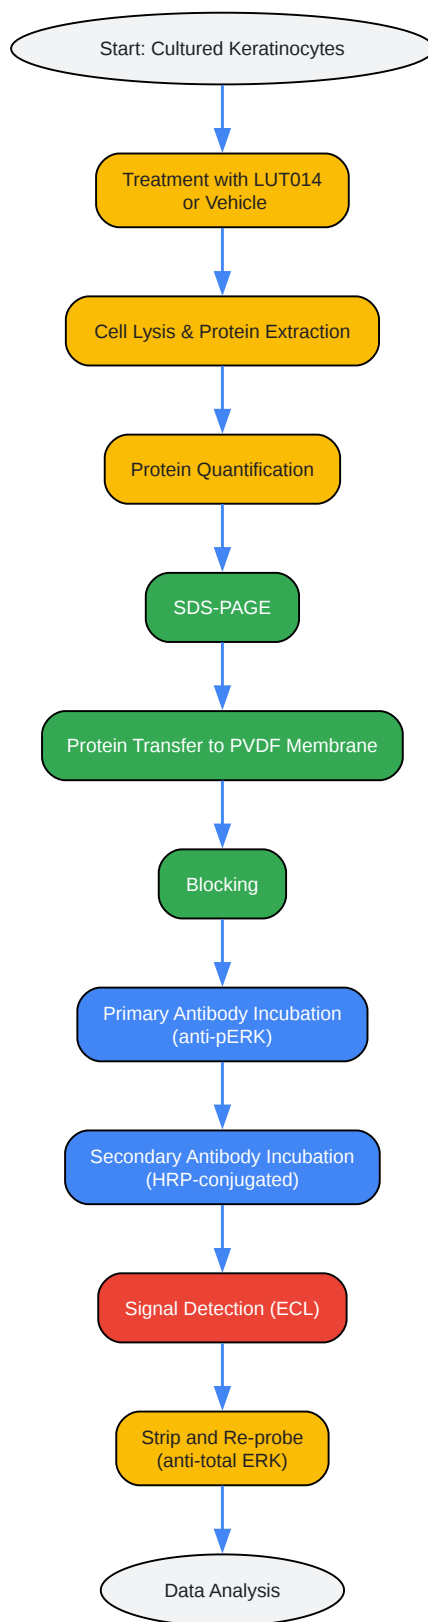 Start: Cultured Keratinocytes
Treatment with LUT014
or Vehicle
Cell Lysis & Protein Extraction
Protein Quantification
SDS-PAGE
Protein Transfer to PVDF Membrane
Blocking
Primary Antibody Incubation
(anti-pERK)
Secondary Antibody Incubation
(HRP-conjugated)
Signal Detection (ECL)
Strip and Re-probe
(anti-total ERK)
Data Analysis